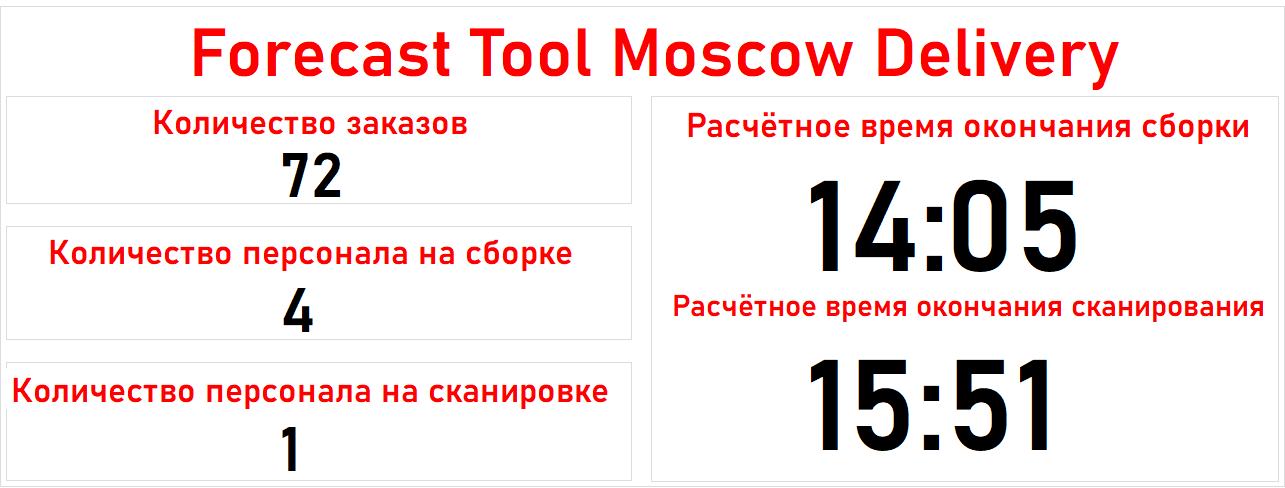 Forecast Tool Moscow Delivery
Количество заказов
72
Количество персонала на сборке
4
Количество персонала на сканировке
1
Расчётное время окончания сборки
14:05
Расчётное время окончания сканирования
15:51